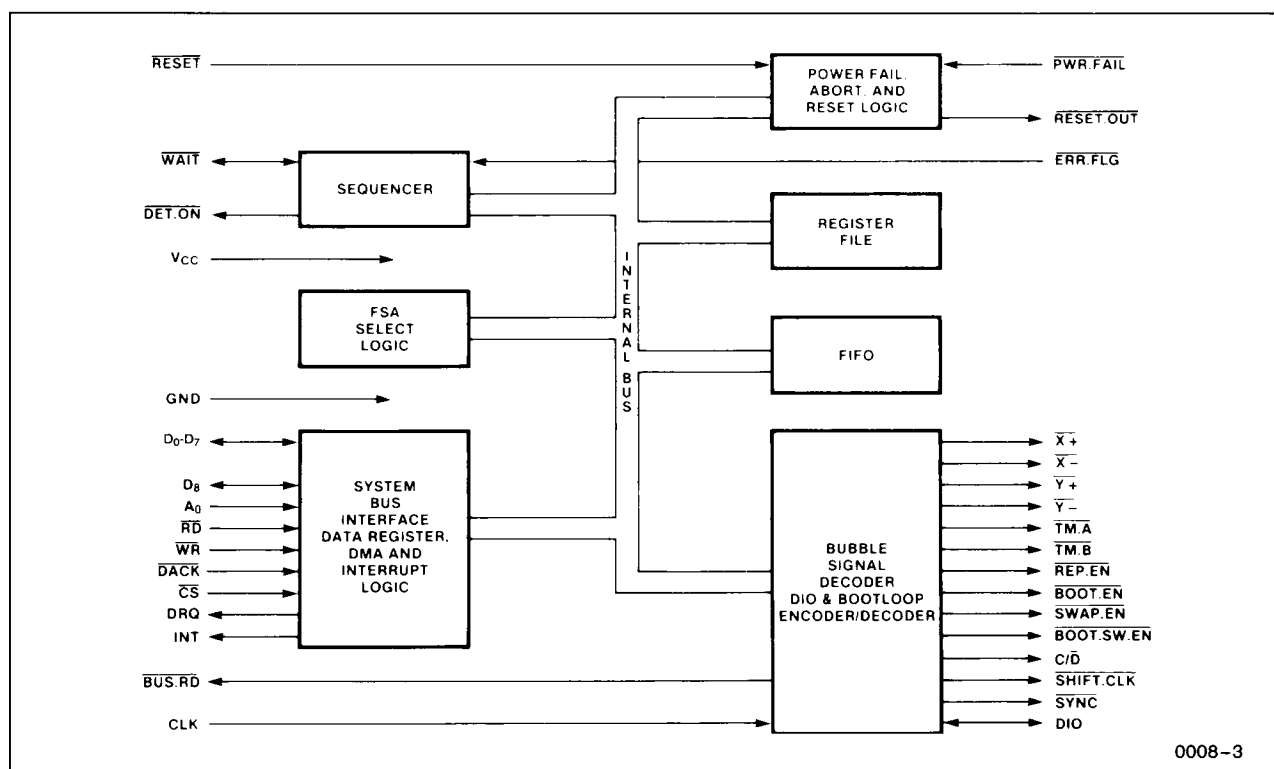 RESET
POWER FAIL,
ABORT, AND
RESET LOGIC
PWR.FAIL
RESET.OUT
WAIT
SEQUENCER
ERR.FLG
DET.ON
REGISTER
FILE
VCC
INTERNAL BUS
FSA
SELECT
LOGIC
FIFO
GND
D0-D7
D8
A0
RD
WR
DACK
CS
DRQ
INT
SYSTEM
BUS
INTERFACE
DATA REGISTER,
DMA AND
INTERRUPT
LOGIC
BUBBLE
SIGNAL
DECODER
DIO & BOOTLOOP
ENCODER/DECODER
X+
X-
Y+
Y-
TM.A
TM.B
REP.EN
BOOT.EN
SWAP.EN
BOOT.SW.EN
C/D̅
SHIFT.CLK
SYNC
DIO
BUS.RD
CLK
0008-3